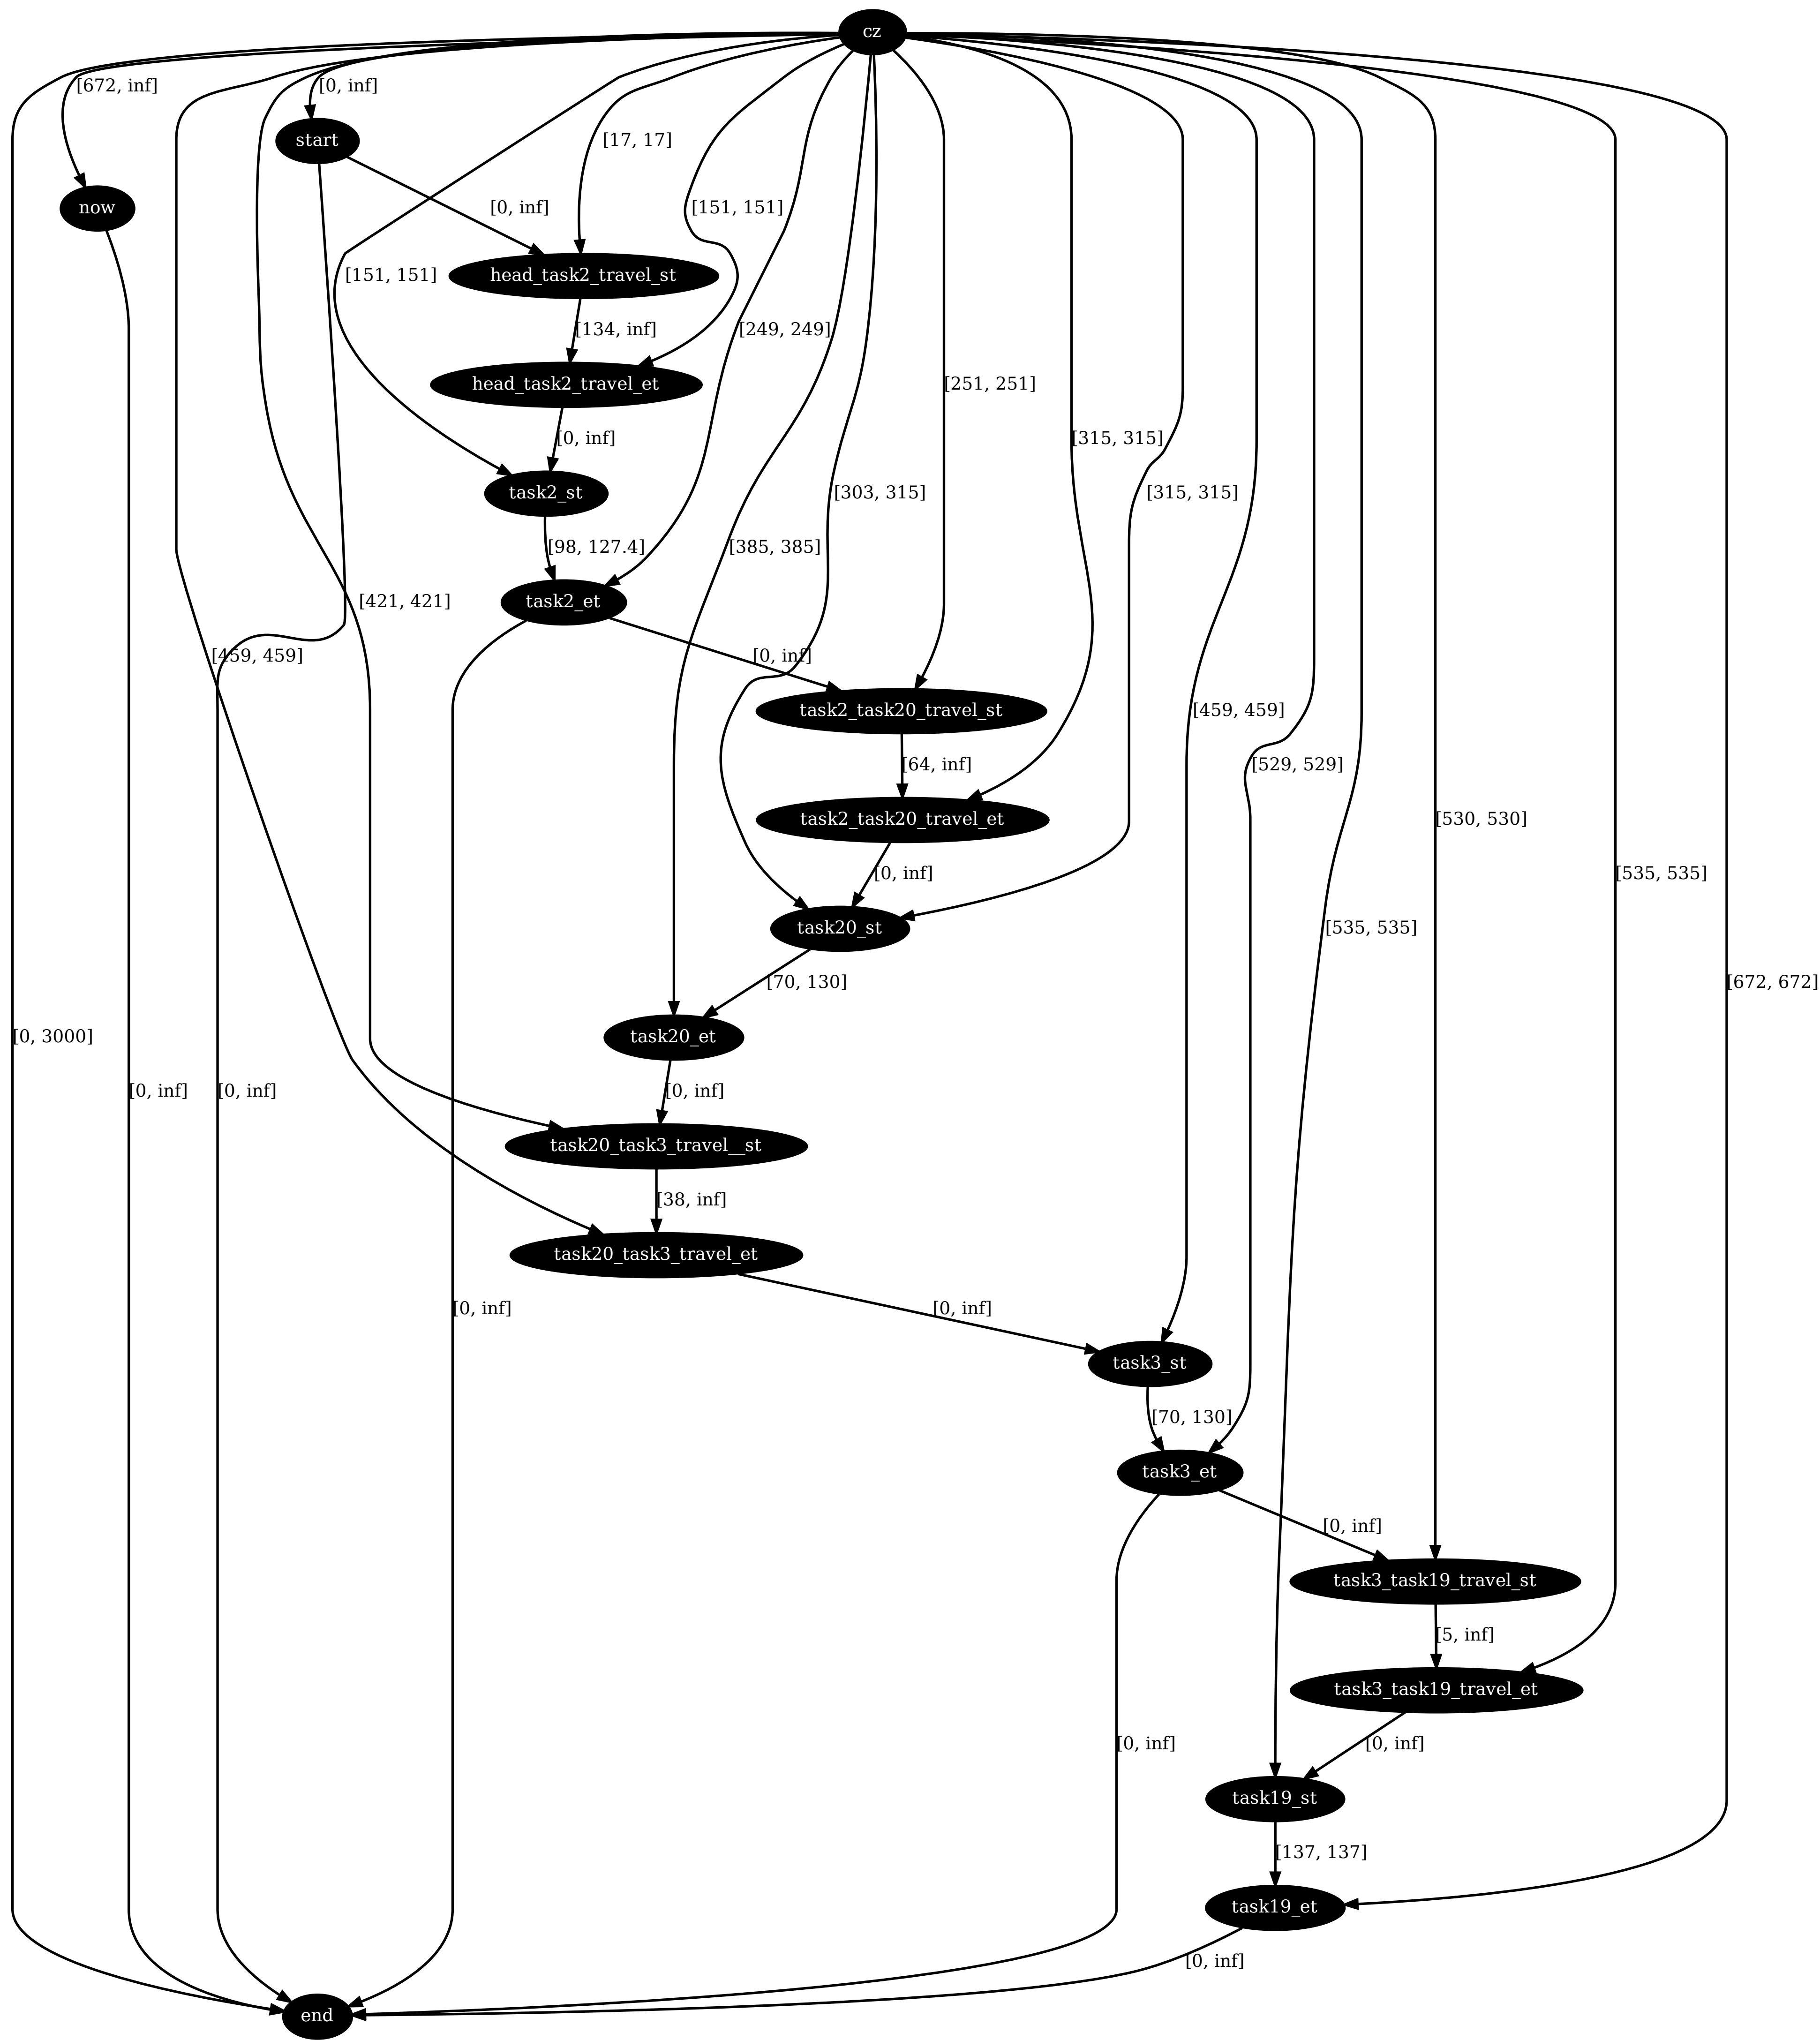 cz
[672, inf]
[0, inf]
start
[17, 17]
now
[0, inf]
[151, 151]
[151, 151]
head_task2_travel_st
[134, inf]
[249, 249]
head_task2_travel_et
[251, 251]
[0, inf]
[315, 315]
task2_st
[303, 315]
[315, 315]
[98, 127.4]
[385, 385]
task2_et
[421, 421]
[459, 459]
[0, inf]
task2_task20_travel_st
[459, 459]
[64, inf]
[529, 529]
task2_task20_travel_et
[530, 530]
[0, inf]
[535, 535]
task20_st
[535, 535]
[70, 130]
[672, 672]
[0, 3000]
task20_et
[0, inf]
[0, inf]
[0, inf]
task20_task3_travel__st
[38, inf]
task20_task3_travel_et
[0, inf]
[0, inf]
task3_st
[70, 130]
task3_et
[0, inf]
task3_task19_travel_st
[5, inf]
task3_task19_travel_et
[0, inf]
[0, inf]
task19_st
[137, 137]
task19_et
[0, inf]
end